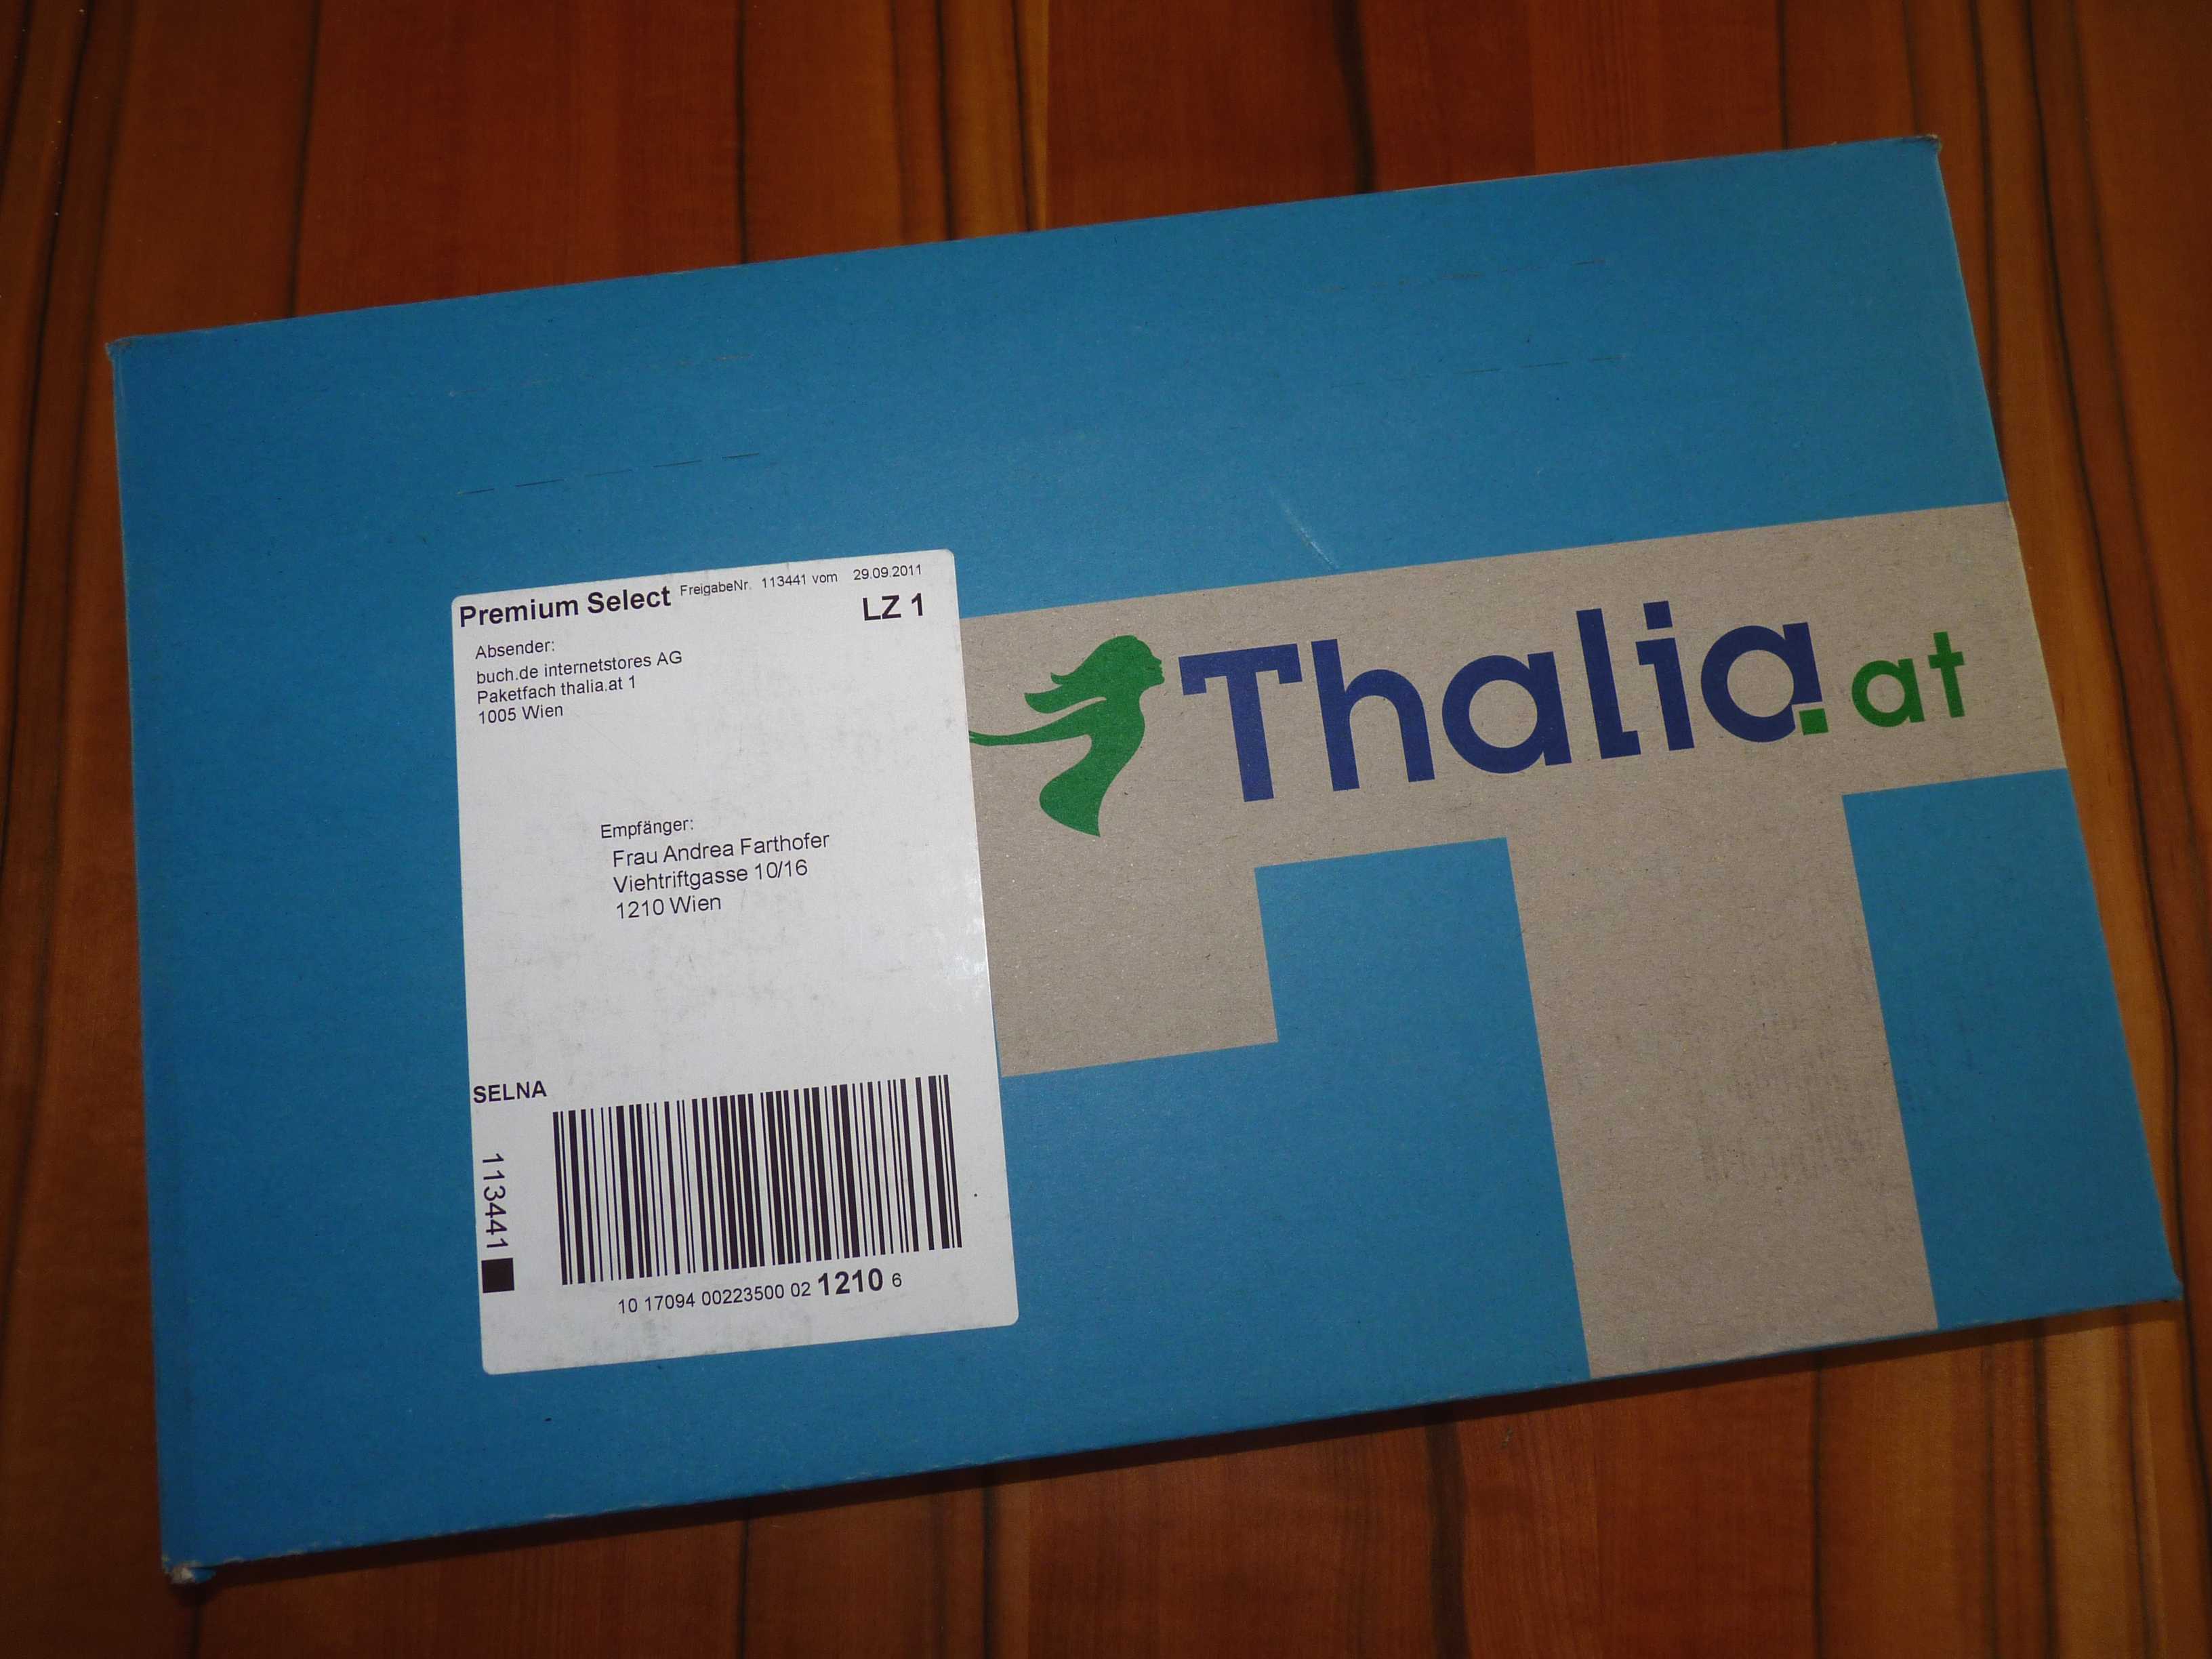 Premium Select FreigabeNr. 113441 vom 29.09.2011
LZ 1
Absender:
buch.de internetstores AG
Paketfach thalia.at 1
1005 Wien
Empfänger:
Frau Andrea Farthofer
Viehtriftgasse 10/16
1210 Wien
SELNA
113441
10 17094 00223500 02 1210 6
Thalia.at